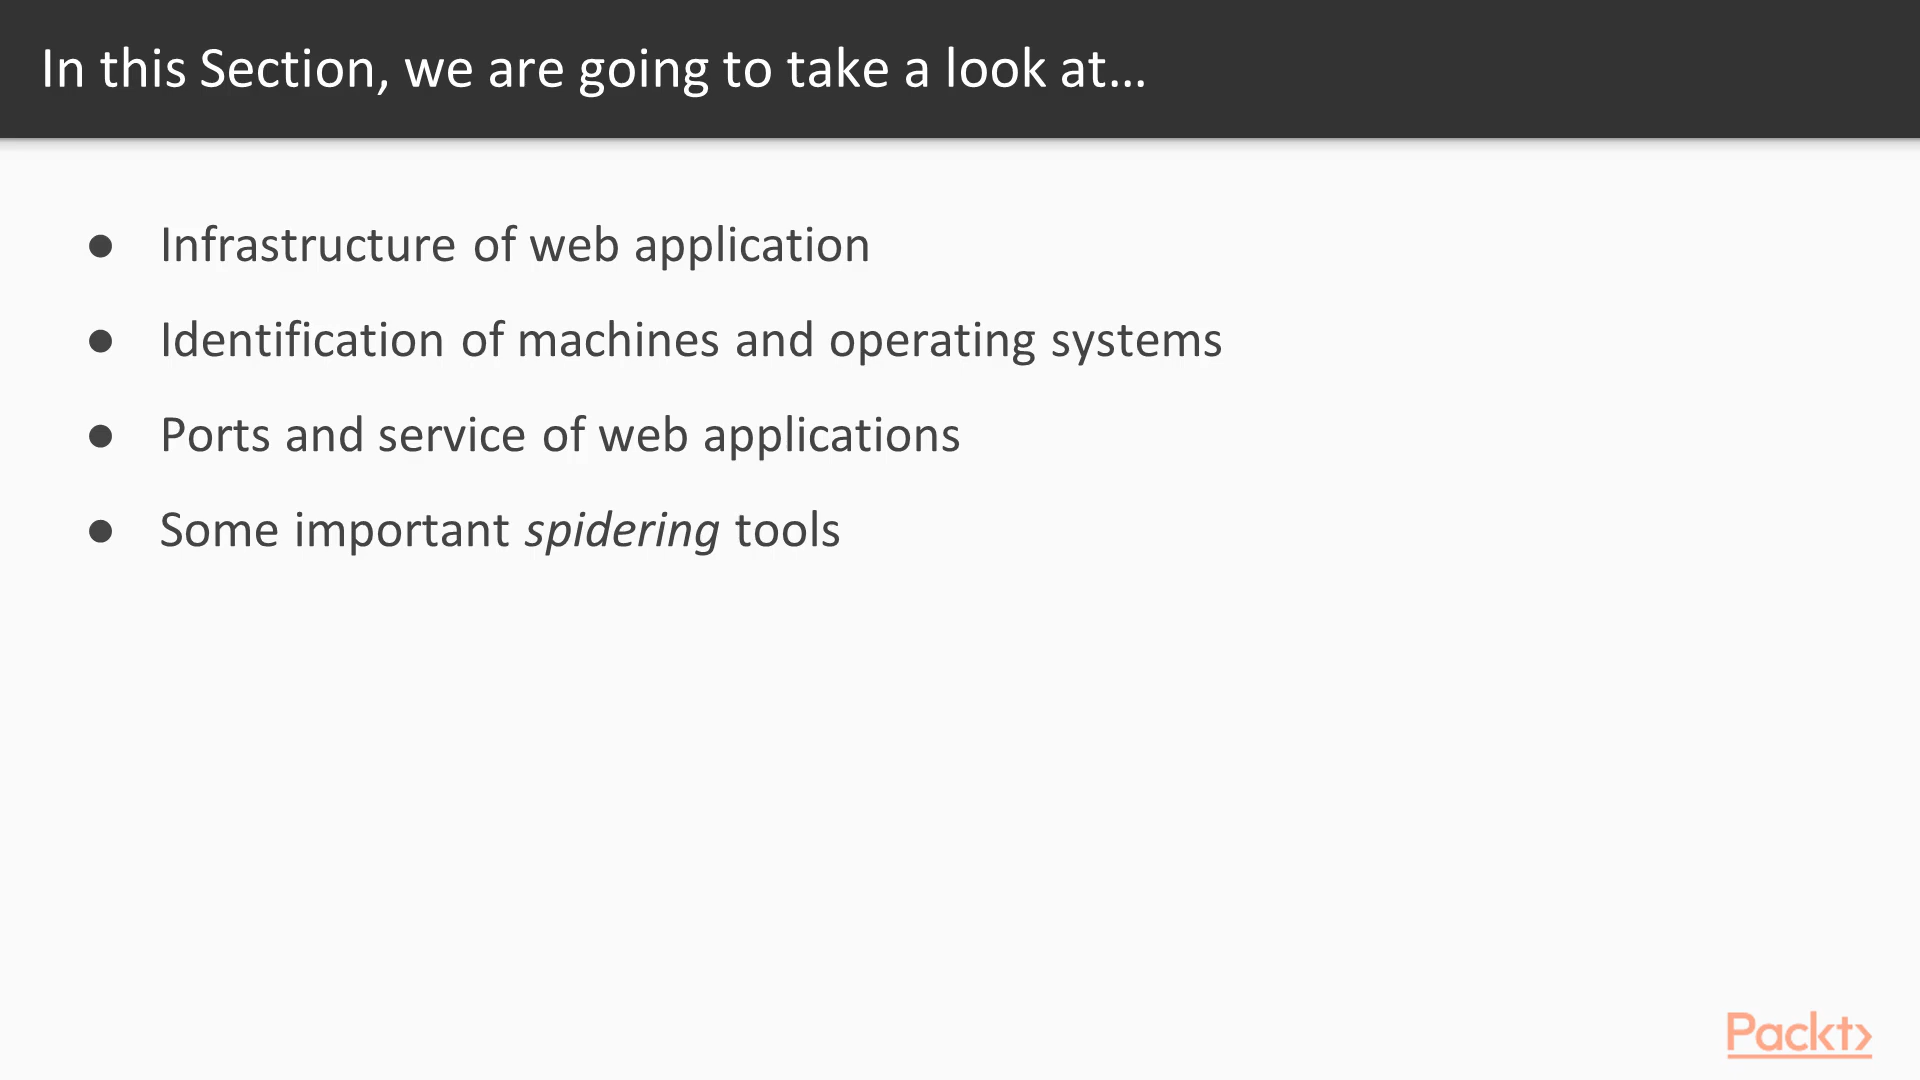 In this Section, we are going to take a look at…
● Infrastructure of web application
● Identification of machines and operating systems
● Ports and service of web applications
● Some important spidering tools
Packt>